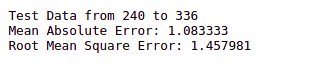 Test Data from 240 to 336
Mean Absolute Error: 1.083333
Root Mean Square Error: 1.457981